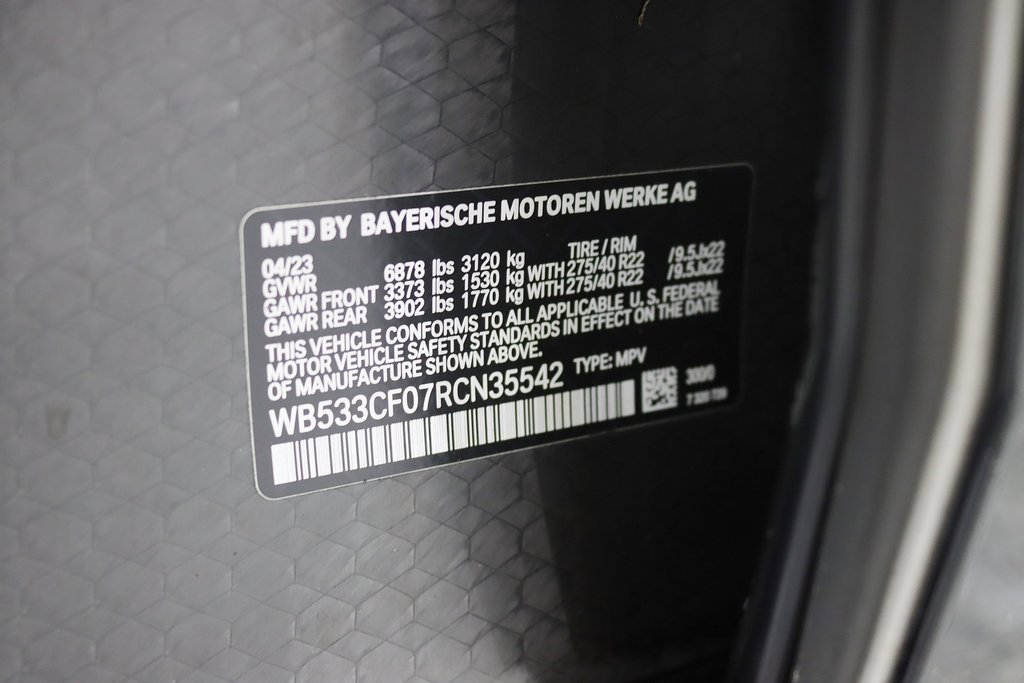 MFD BY BAYERISCHE MOTOREN WERKE AG
04/23 TIRE / RIM
GVWR 6878 lbs 3120 kg
GAWR FRONT 3373 lbs 1530 kg WITH 275/40 R22 /9.5Jx22
GAWR REAR 3902 lbs 1770 kg WITH 275/40 R22 /9.5Jx22
THIS VEHICLE CONFORMS TO ALL APPLICABLE U.S. FEDERAL
MOTOR VEHICLE SAFETY STANDARDS IN EFFECT ON THE DATE
OF MANUFACTURE SHOWN ABOVE.
WB533CF07RCN35542 TYPE: MPV
300/0